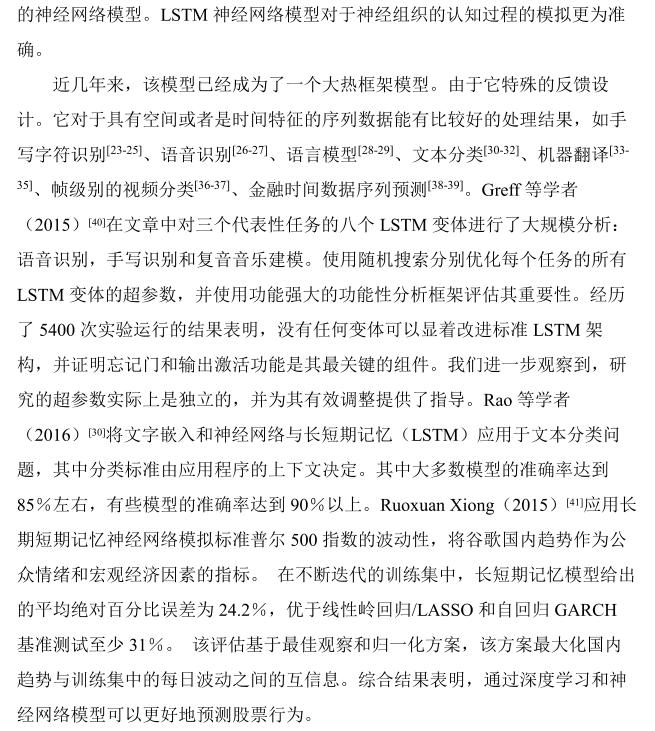 的神经网络模型。LSTM 神经网络模型对于神经组织的认知过程的模拟更为准
确。
近几年来，该模型已经成为了一个大热框架模型。由于它特殊的反馈设
计。它对于具有空间或者是时间特征的序列数据能有比较好的处理结果，如手
写字符识别[23-25]、语音识别[26-27]、语言模型[28-29]、文本分类[30-32]、机器翻译[33-
35]、帧级别的视频分类[36-37]、金融时间数据序列预测[38-39]。Greff 等学者
（2015）[40]在文章中对三个代表性任务的八个 LSTM 变体进行了大规模分析：
语音识别，手写识别和复音音乐建模。使用随机搜索分别优化每个任务的所有
LSTM 变体的超参数，并使用功能强大的功能性分析框架评估其重要性。经历
了 5400 次实验运行的结果表明，没有任何变体可以显着改进标准 LSTM 架
构，并证明忘记门和输出激活功能是其最关键的组件。我们进一步观察到，研
究的超参数实际上是独立的，并为其有效调整提供了指导。Rao 等学者
（2016）[30]将文字嵌入和神经网络与长短期记忆（LSTM）应用于文本分类问
题，其中分类标准由应用程序的上下文决定。其中大多数模型的准确率达到
85％左右，有些模型的准确率达到 90％以上。Ruoxuan Xiong（2015）[41]应用长
期短期记忆神经网络模拟标准普尔 500 指数的波动性，将谷歌国内趋势作为公
众情绪和宏观经济因素的指标。 在不断迭代的训练集中，长短期记忆模型给出
的平均绝对百分比误差为 24.2％，优于线性岭回归/LASSO 和自回归 GARCH
基准测试至少 31％。 该评估基于最佳观察和归一化方案，该方案最大化国内
趋势与训练集中的每日波动之间的互信息。综合结果表明，通过深度学习和神
经网络模型可以更好地预测股票行为。